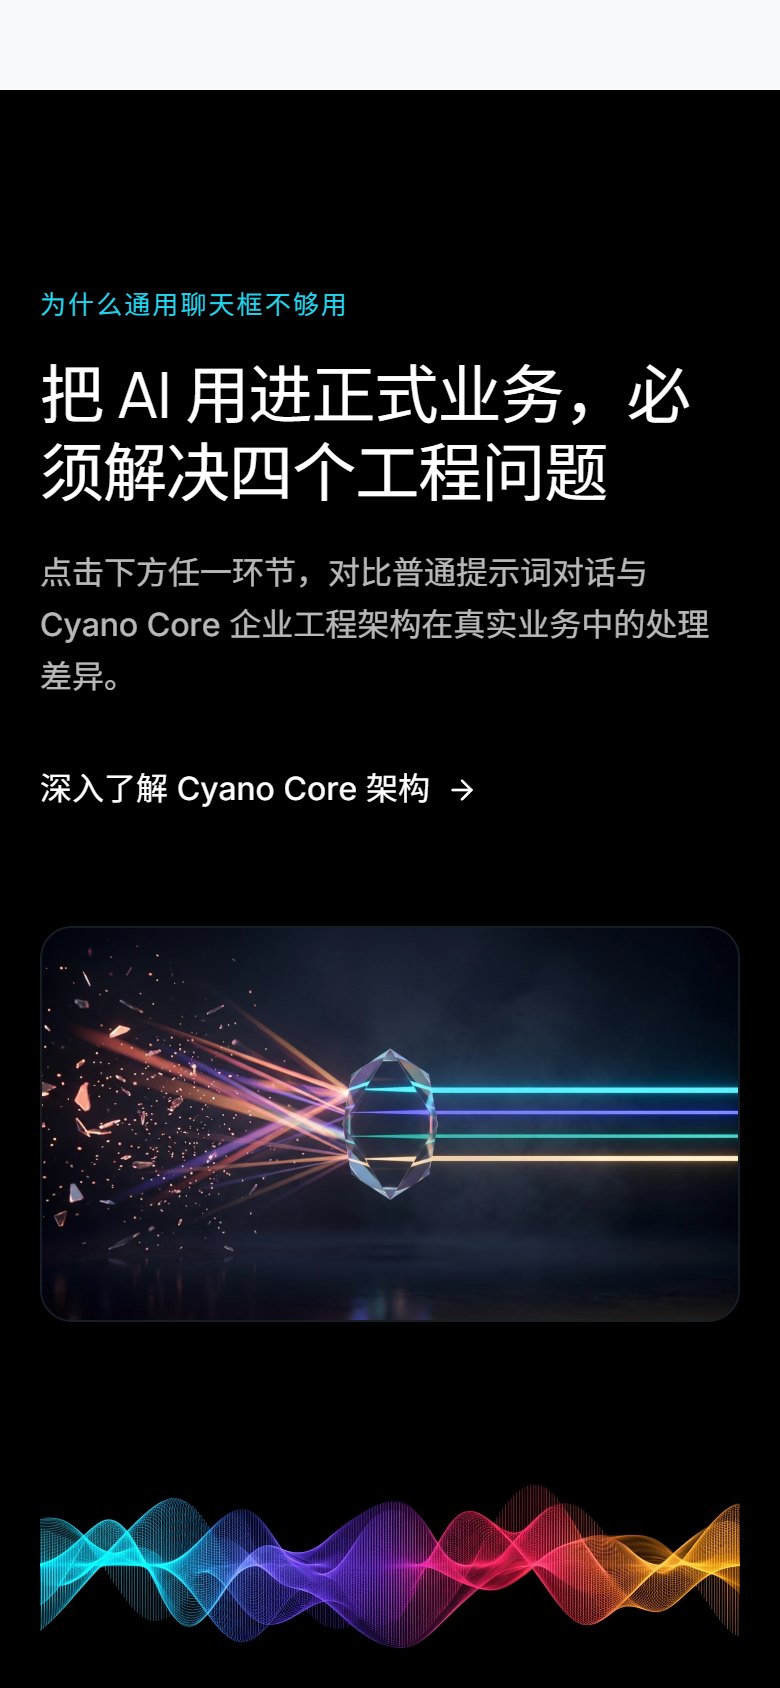 为什么通用聊天框不够用
把 AI 用进正式业务，必
须解决四个工程问题
点击下方任一环节，对比普通提示词对话与
Cyano Core 企业工程架构在真实业务中的处理
差异。
深入了解 Cyano Core 架构 →